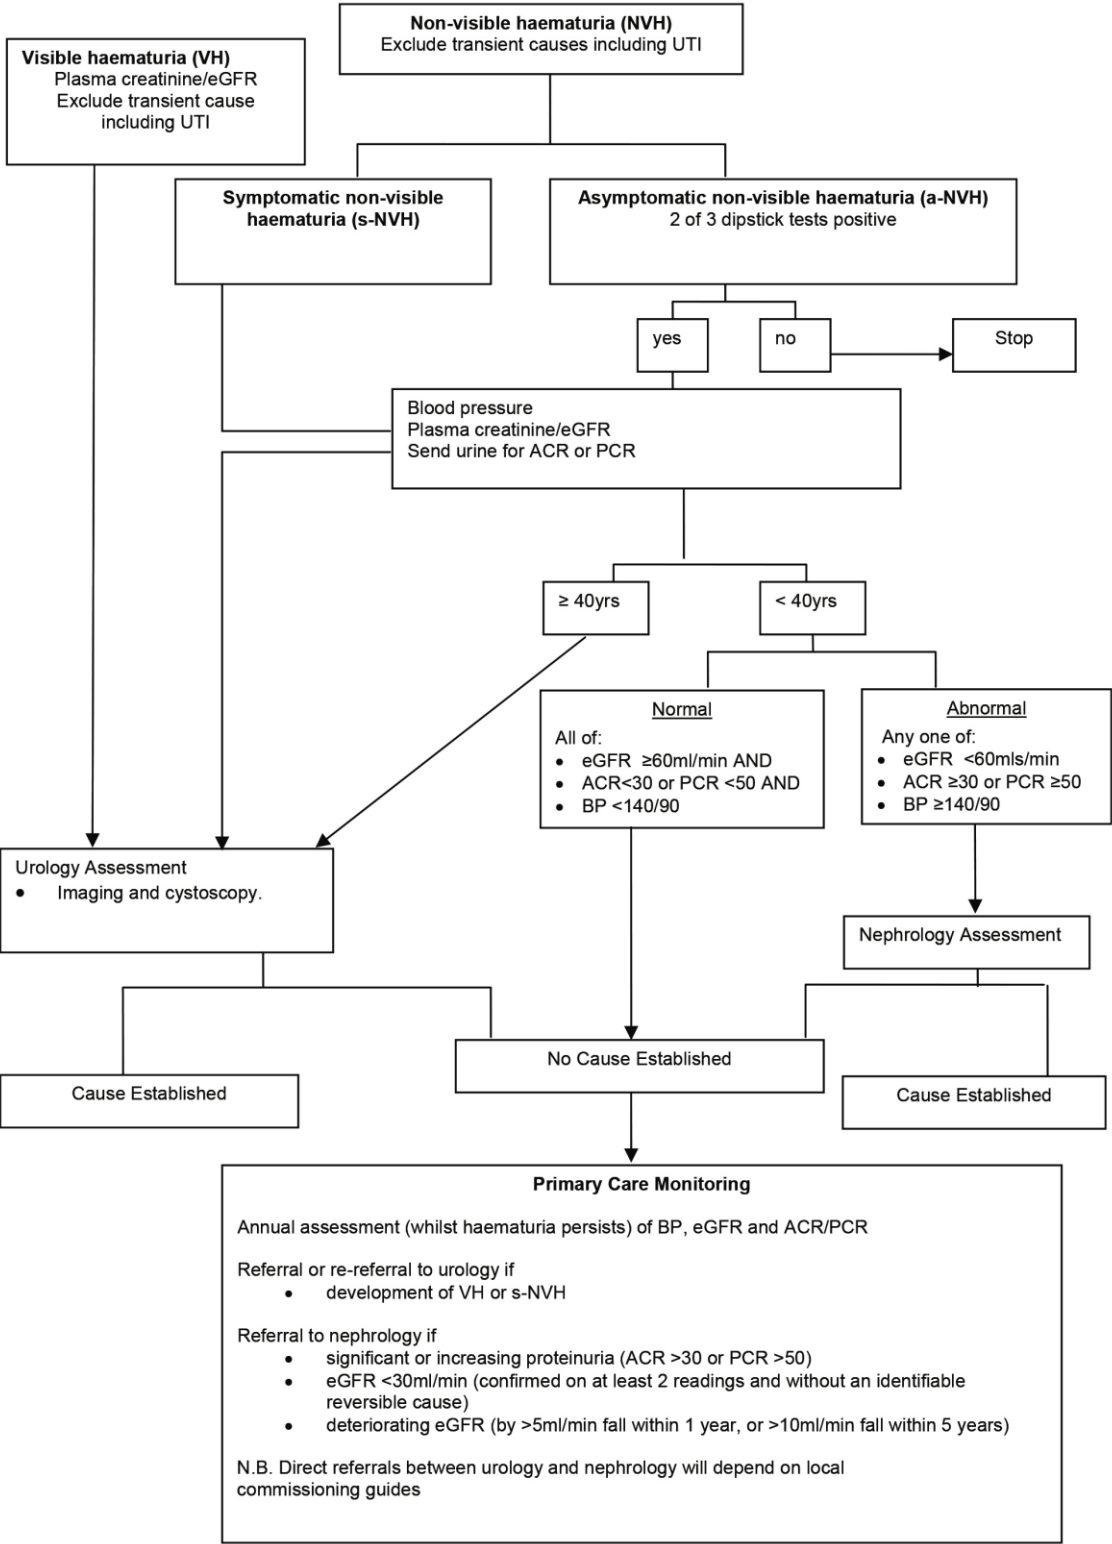 Non-visible haematuria (NVH)
Exclude transient causes including UTI
Visible haematuria (VH)
Plasma creatinine/eGFR
Exclude transient cause
including UTI
Symptomatic non-visible
haematuria (s-NVH)
Asymptomatic non-visible haematuria (a-NVH)
2 of 3 dipstick tests positive
yes
no
Stop
Blood pressure
Plasma creatinine/eGFR
Send urine for ACR or PCR
≥ 40yrs
< 40yrs
Normal
All of:
• eGFR ≥60ml/min AND
• ACR<30 or PCR <50 AND
• BP <140/90
Abnormal
Any one of:
• eGFR <60mls/min
• ACR ≥30 or PCR ≥50
• BP ≥140/90
Urology Assessment
• Imaging and cystoscopy.
Nephrology Assessment
No Cause Established
Cause Established
Cause Established
Primary Care Monitoring
Annual assessment (whilst haematuria persists) of BP, eGFR and ACR/PCR
Referral or re-referral to urology if
• development of VH or s-NVH
Referral to nephrology if
• significant or increasing proteinuria (ACR >30 or PCR >50)
• eGFR <30ml/min (confirmed on at least 2 readings and without an identifiable
reversible cause)
• deteriorating eGFR (by >5ml/min fall within 1 year, or >10ml/min fall within 5 years)
N.B. Direct referrals between urology and nephrology will depend on local
commissioning guides